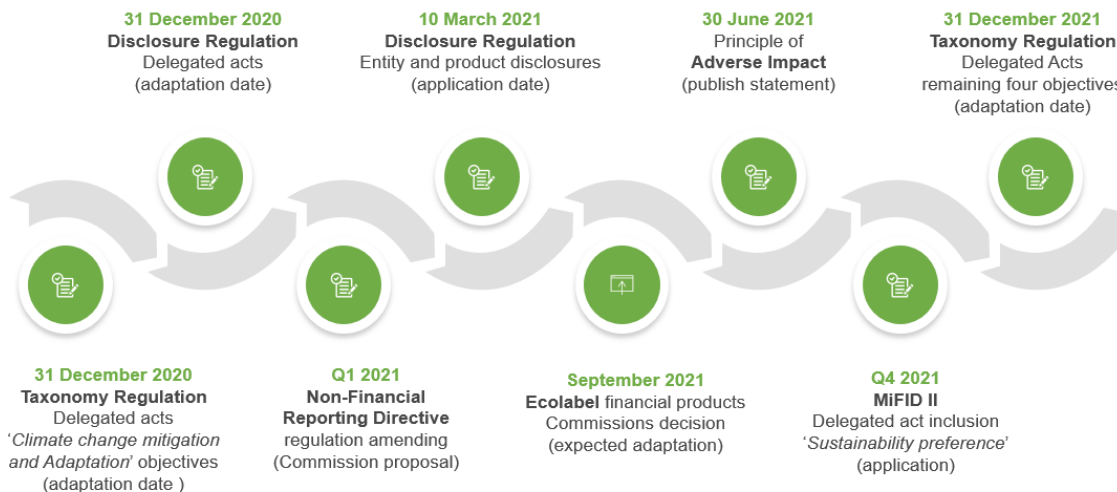 31 December 2020
Disclosure Regulation
Delegated acts
(adaptation date)
10 March 2021
Disclosure Regulation
Entity and product disclosures
(application date)
30 June 2021
Principle of
Adverse Impact
(publish statement)
31 December 2021
Taxonomy Regulation
Delegated Acts
remaining four objectives
(adaptation date)
31 December 2020
Taxonomy Regulation
Delegated acts
'Climate change mitigation
and Adaptation' objectives
(adaptation date )
Q1 2021
Non-Financial
Reporting Directive
regulation amending
(Commission proposal)
September 2021
Ecolabel financial products
Commissions decision
(expected adaptation)
Q4 2021
MiFID II
Delegated act inclusion
'Sustainability preference'
(application)